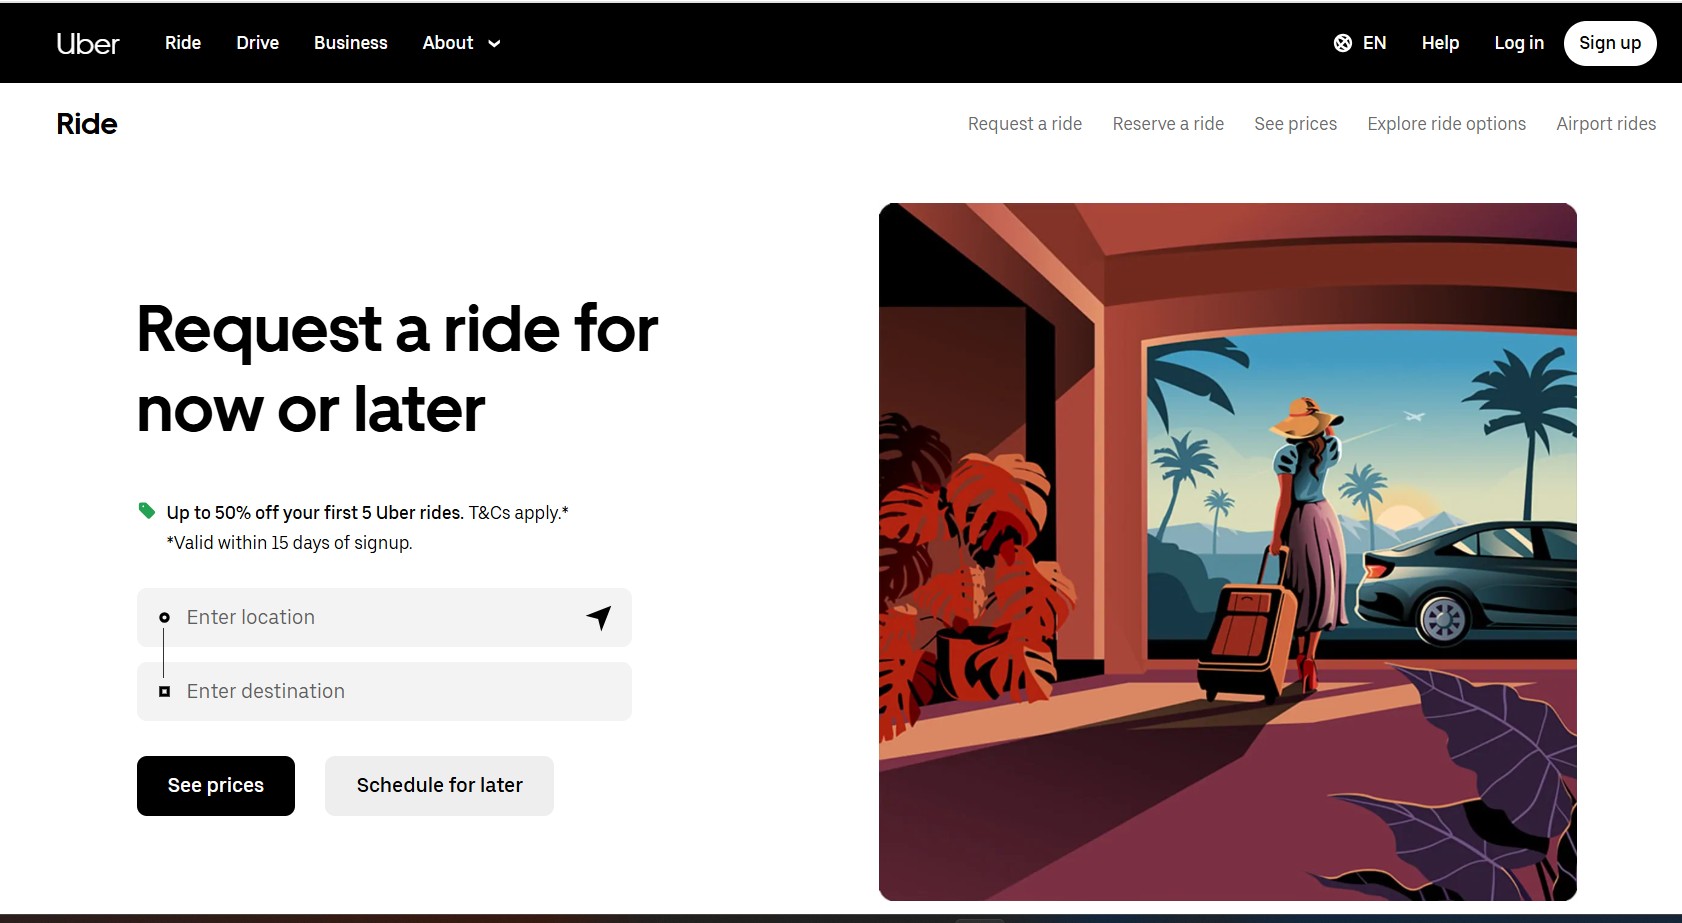 Uber Ride Drive Business About EN Help Log in Sign up
Ride Request a ride Reserve a ride See prices Explore ride options Airport rides
Request a ride for
now or later
Up to 50% off your first 5 Uber rides. T&Cs apply.*
*Valid within 15 days of signup.
Enter location
Enter destination
See prices Schedule for later